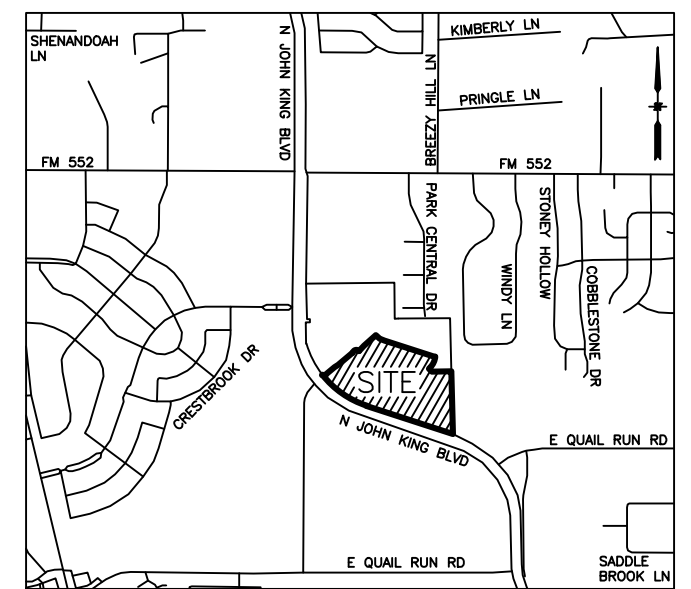 SHENANDOAH
LN
N JOHN KING BLVD
BREEZY HILL LN
KIMBERLY LN
PRINGLE LN
FM 552
FM 552
PARK CENTRAL DR
WINDY LN
STONEY HOLLOW
COBBLESTONE DR
CRESTBROOK DR
SITE
N JOHN KING BLVD
E QUAIL RUN RD
E QUAIL RUN RD
SADDLE
BROOK LN